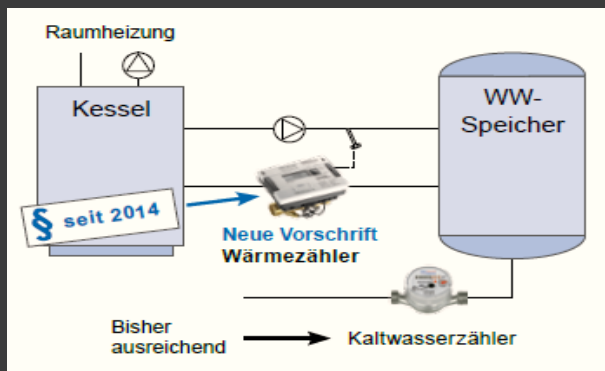 Raumheizung
Kessel
WW-
Speicher
§ seit 2014
Neue Vorschrift
Wärmezähler
Bisher
ausreichend
Kaltwasserzähler